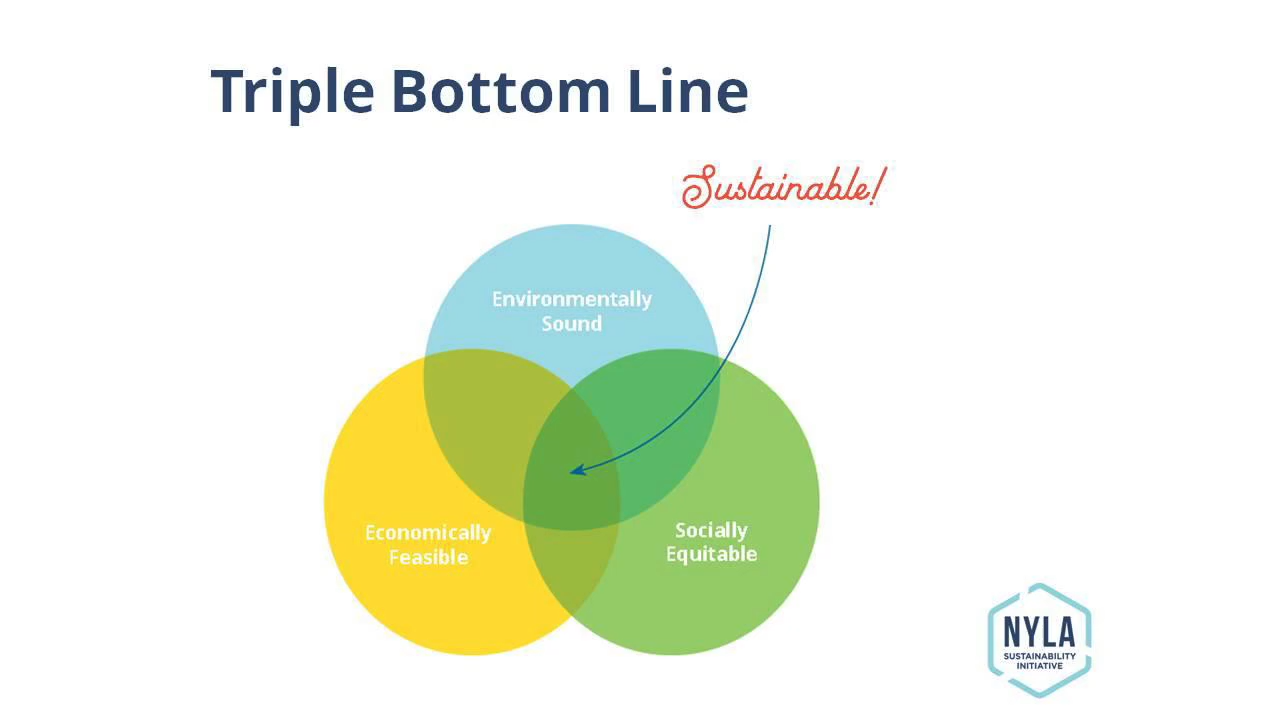 Triple Bottom Line
Sustainable!
Environmentally
Sound
Economically
Feasible
Socially
Equitable
NYLA
SUSTAINABILITY
INITIATIVE